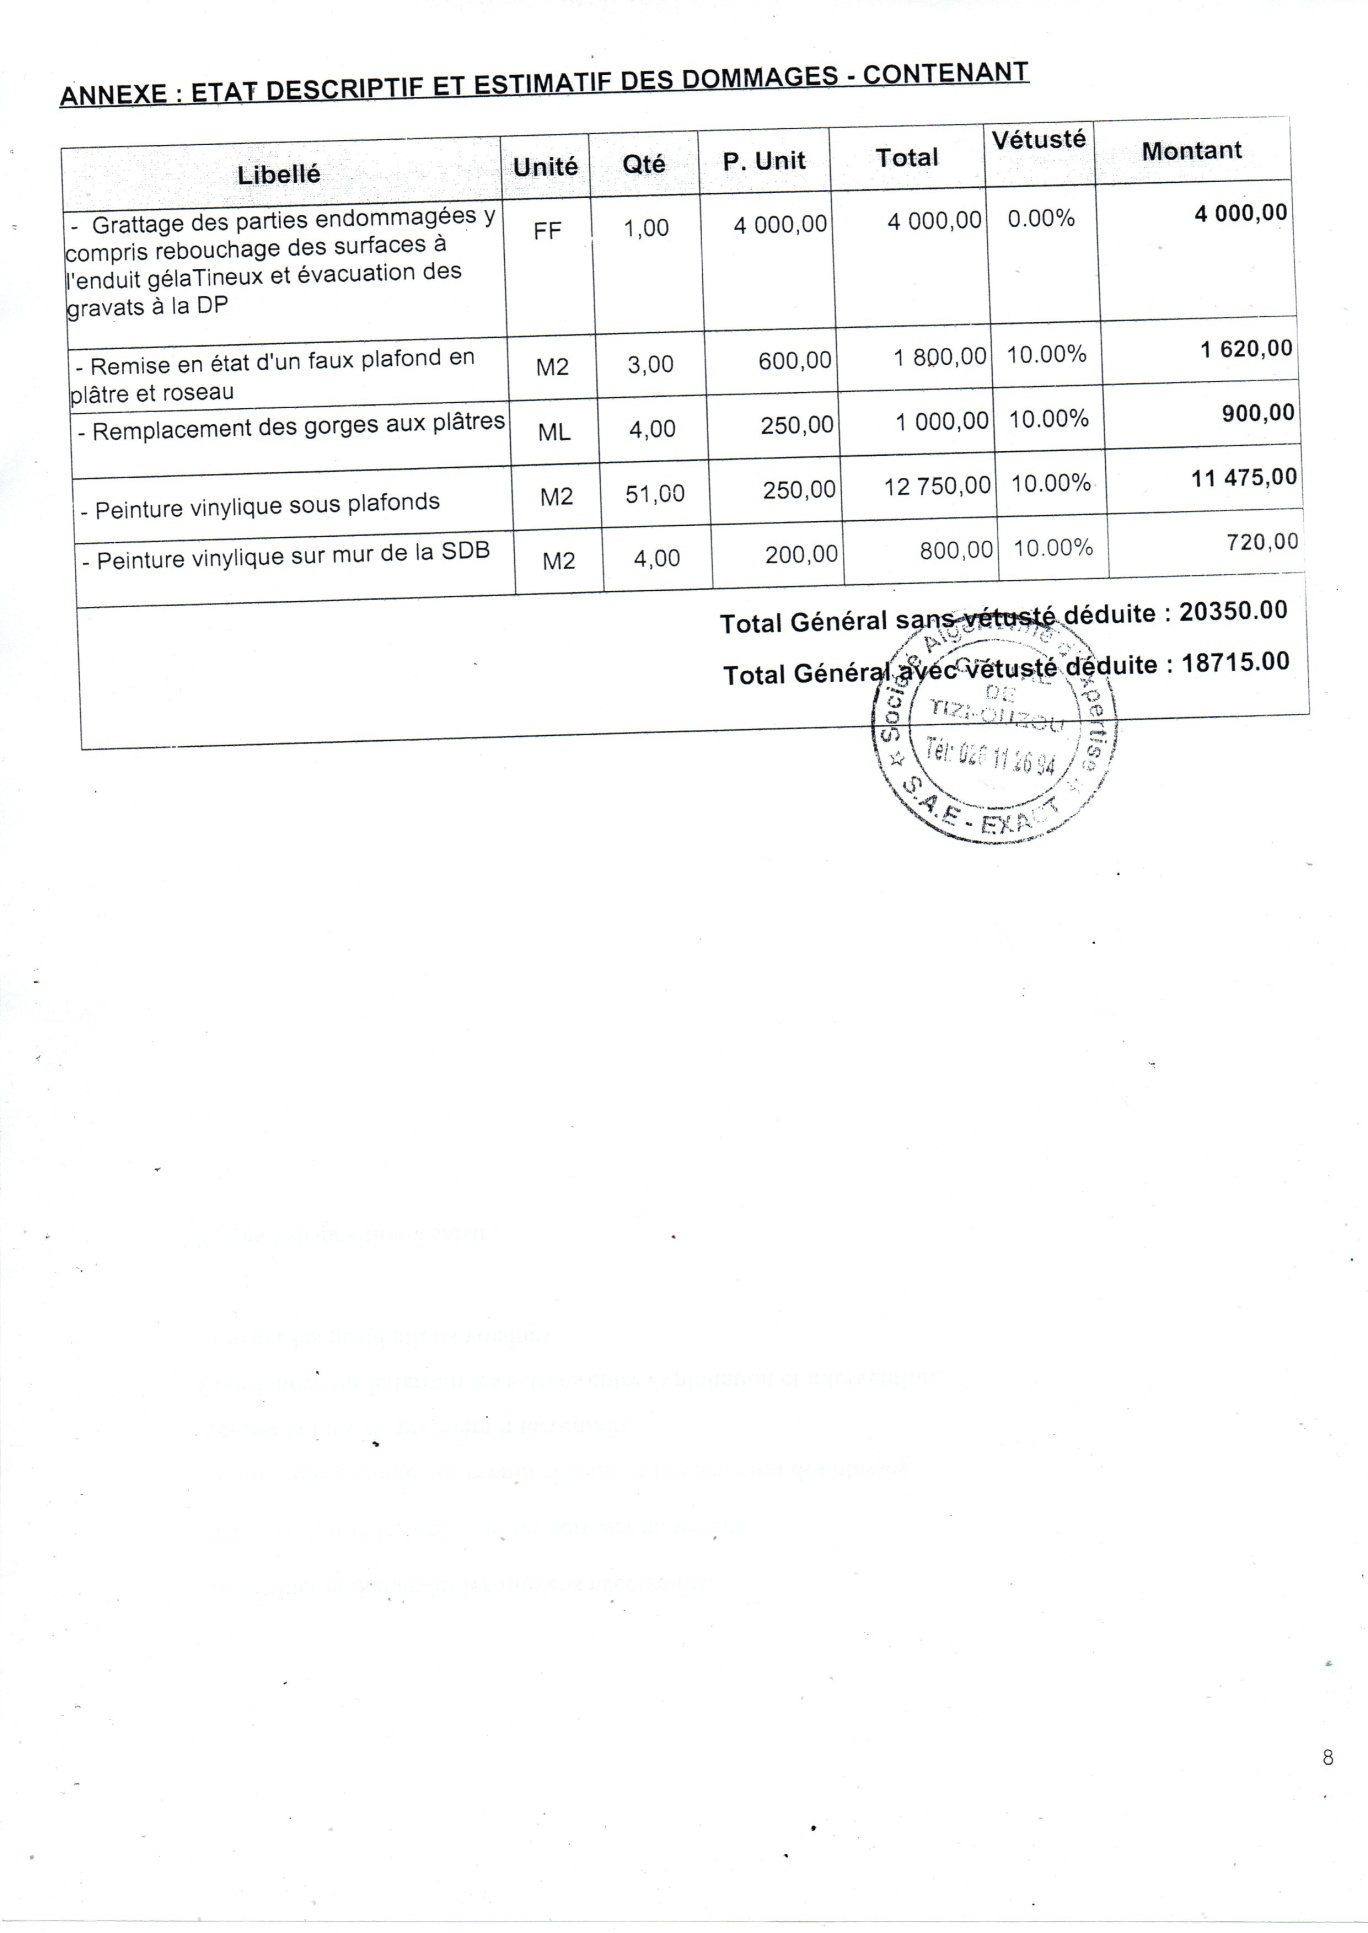 ANNEXE : ETAT DESCRIPTIF ET ESTIMATIF DES DOMMAGES - CONTENANT
Libellé Unité Qté P. Unit Total Vétusté Montant
- Grattage des parties endommagées y FF 1,00 4 000,00 4 000,00 0.00% 4 000,00
compris rebouchage des surfaces à
l'enduit gélaTineux et évacuation des
gravats à la DP
- Remise en état d'un faux plafond en M2 3,00 600,00 1 800,00 10.00% 1 620,00
plâtre et roseau
- Remplacement des gorges aux plâtres ML 4,00 250,00 1 000,00 10.00% 900,00
- Peinture vinylique sous plafonds M2 51,00 250,00 12 750,00 10.00% 11 475,00
- Peinture vinylique sur mur de la SDB M2 4,00 200,00 800,00 10.00% 720,00
Total Général sans vétusté déduite : 20350.00
Total Général avec vétusté déduite : 18715.00
Société Algérienne d'Expertise
DE
TIZI-OUZOU
Tél: 026 11 26 94
S.A.E - EXACT
8